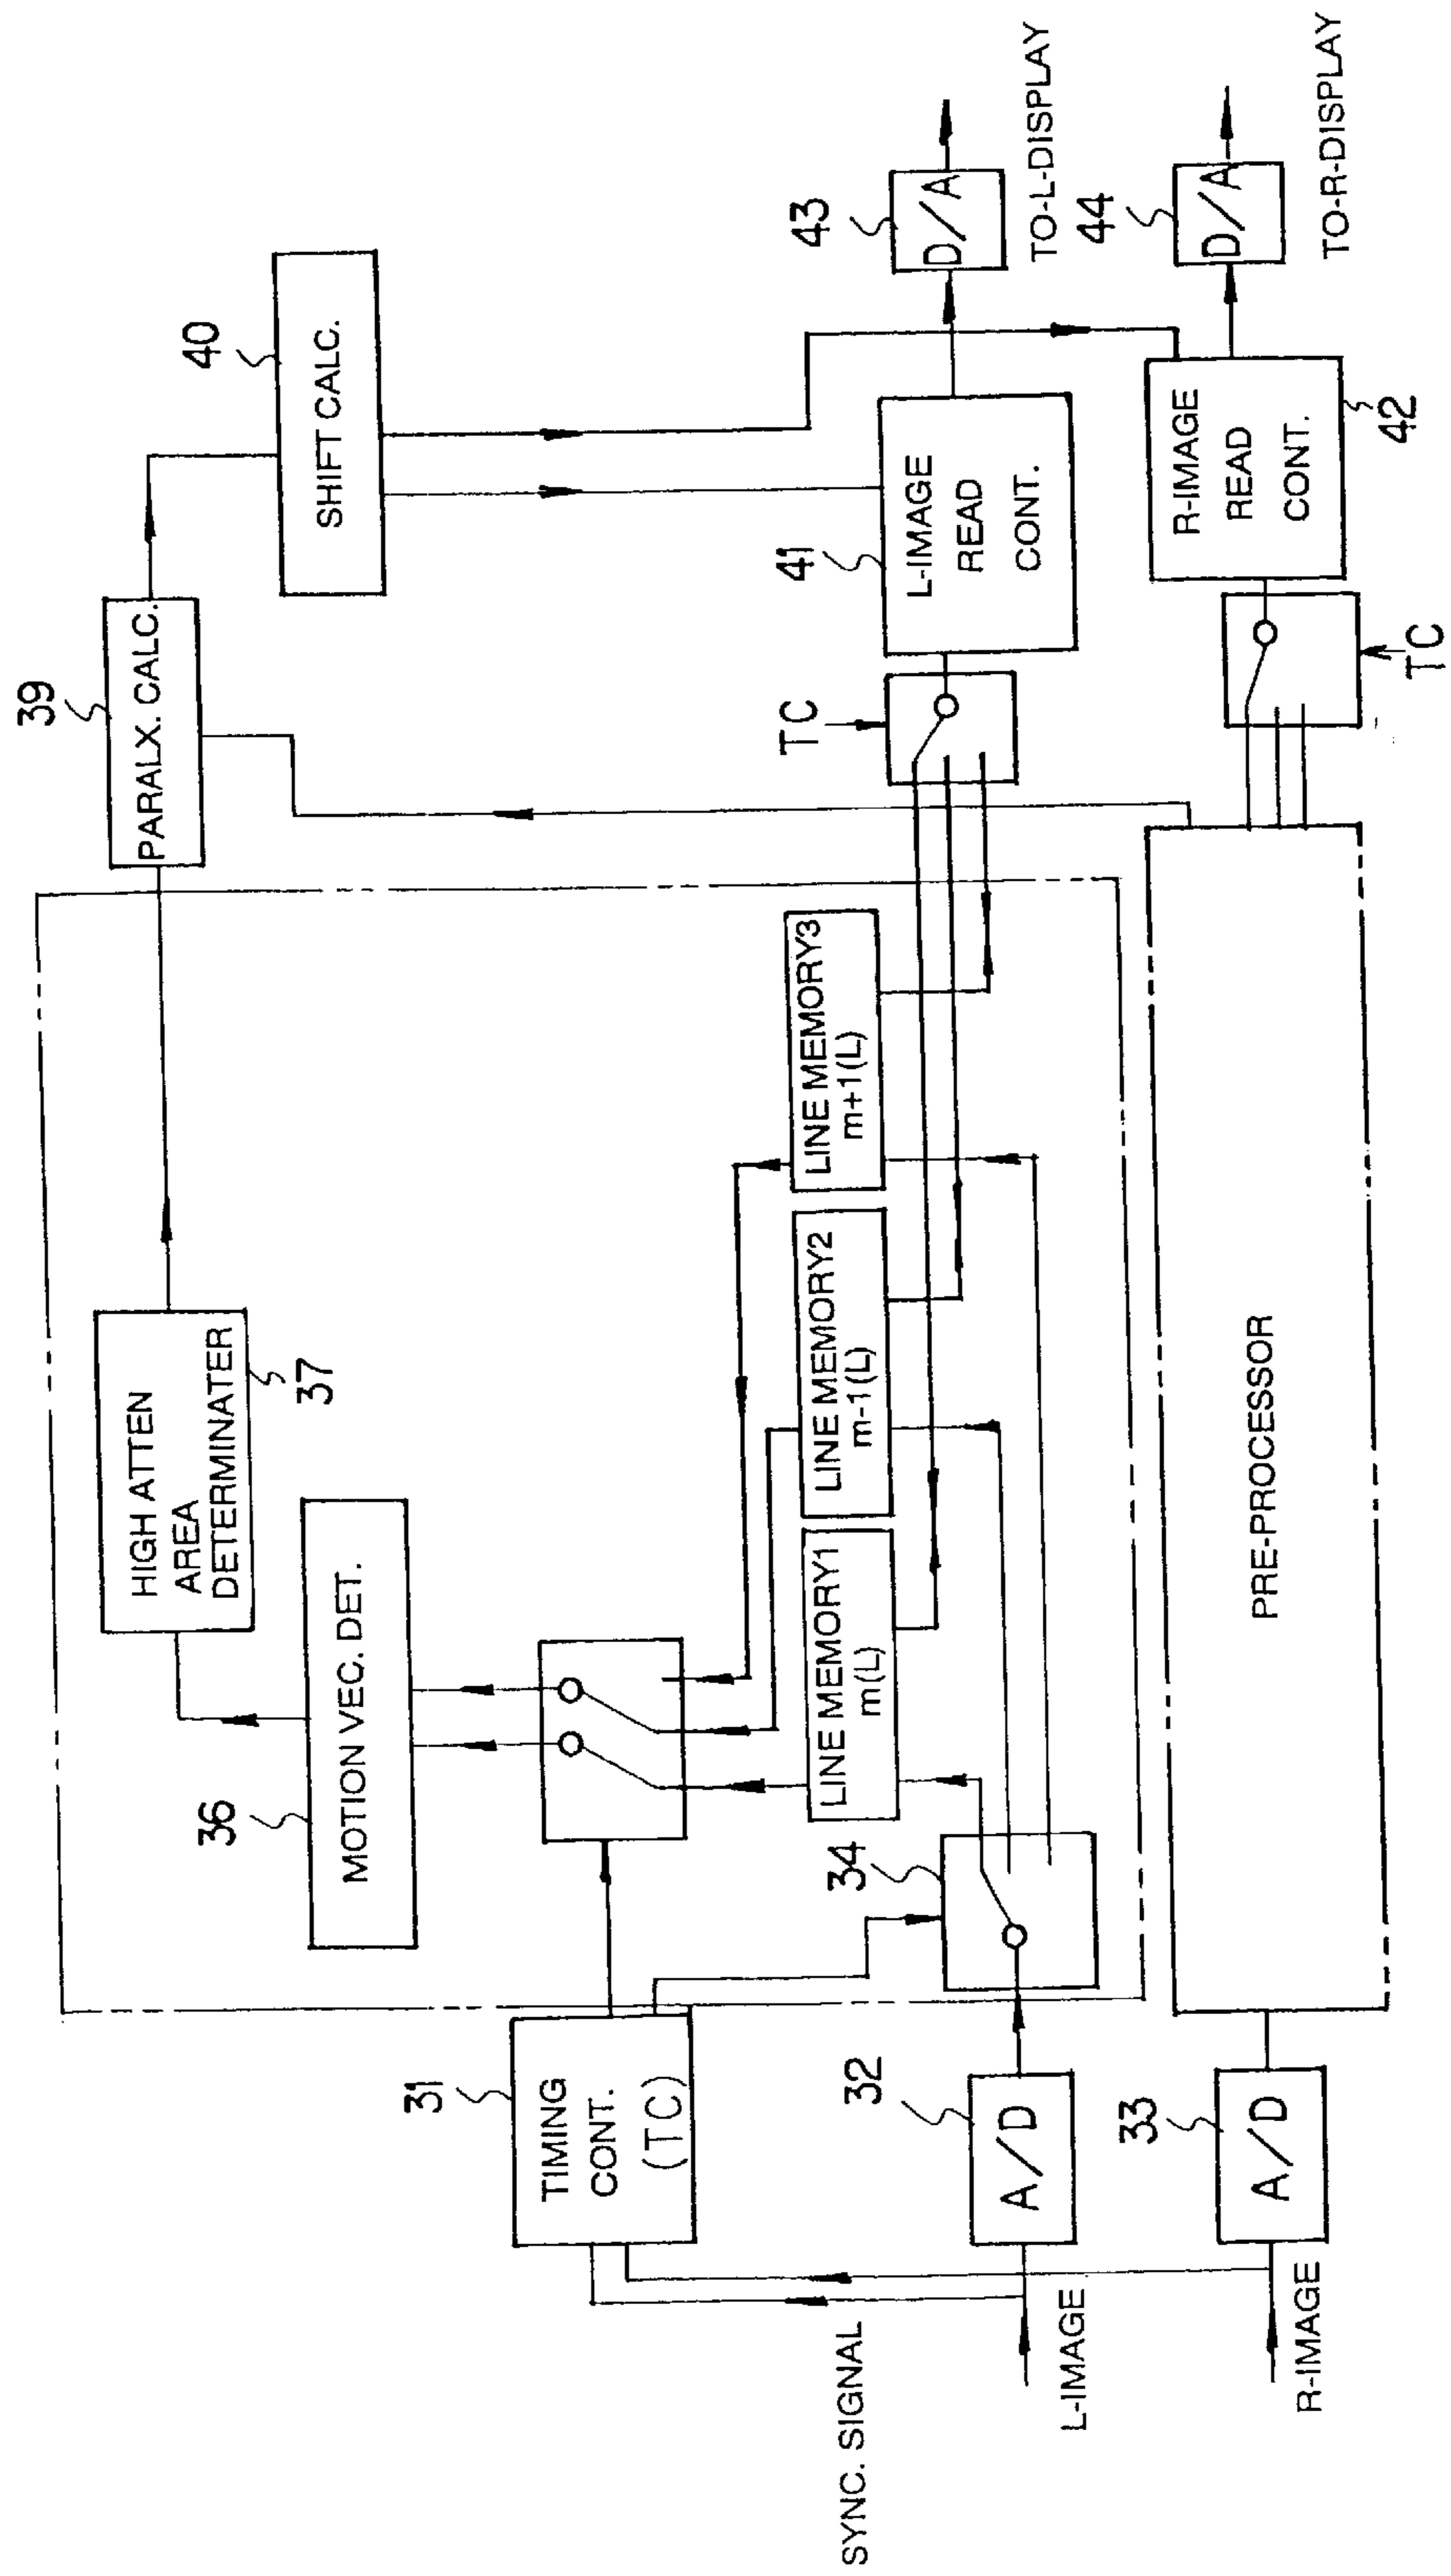 SYNC. SIGNAL
L-IMAGE
R-IMAGE
31
TIMING
CONT.
(TC)
32
A/D
33
A/D
34
36
MOTION VEC. DET.
HIGH ATTEN
AREA
DETERMINATER
37
LINE MEMORY1
m(L)
LINE MEMORY2
m-1(L)
LINE MEMORY3
m+1(L)
PRE-PROCESSOR
39
PARALX. CALC.
40
SHIFT CALC.
TC
41
L-IMAGE
READ
CONT.
TC
R-IMAGE
READ
CONT.
42
43
D/A
TO-L-DISPLAY
44
D/A
TO-R-DISPLAY